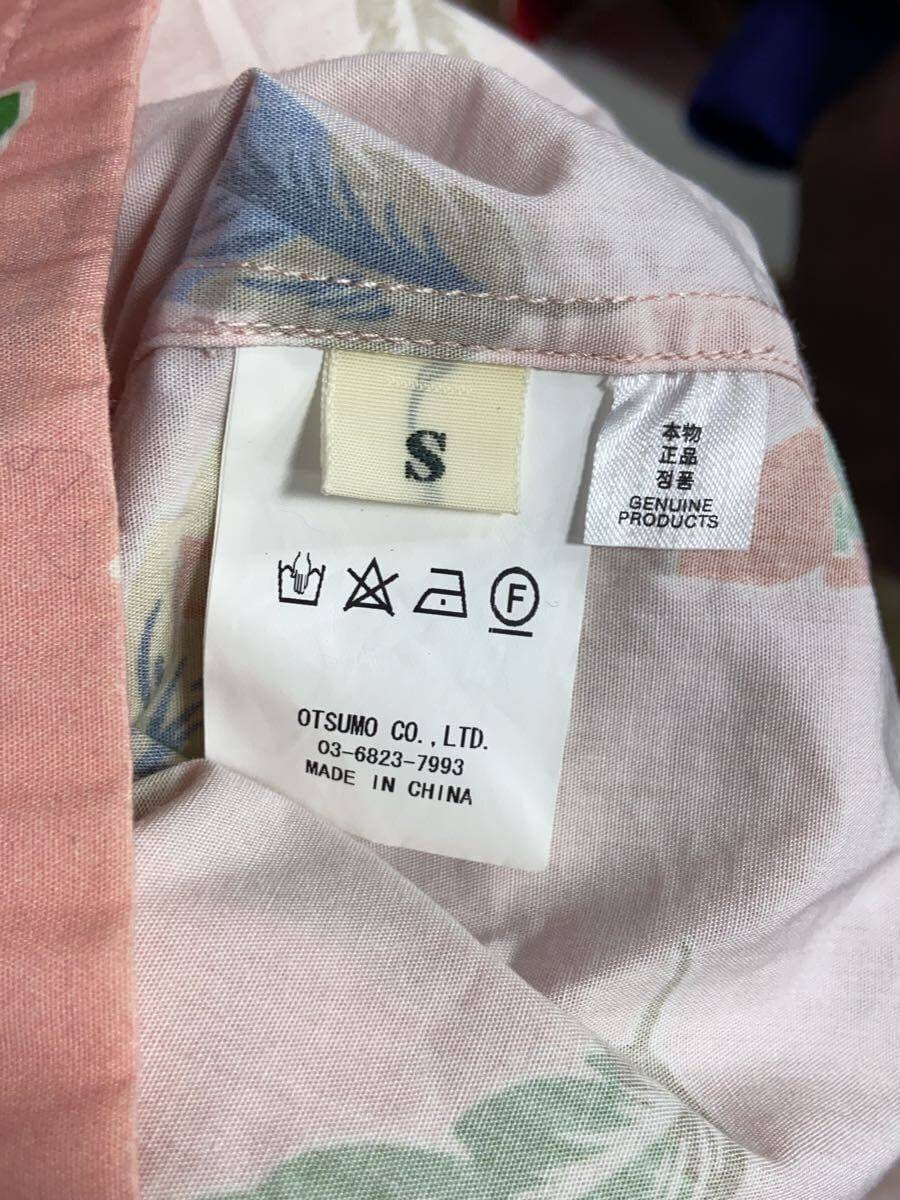 S
本物
正品
정품
GENUINE
PRODUCTS
F
OTSUMO CO.,LTD.
03-6823-7993
MADE IN CHINA